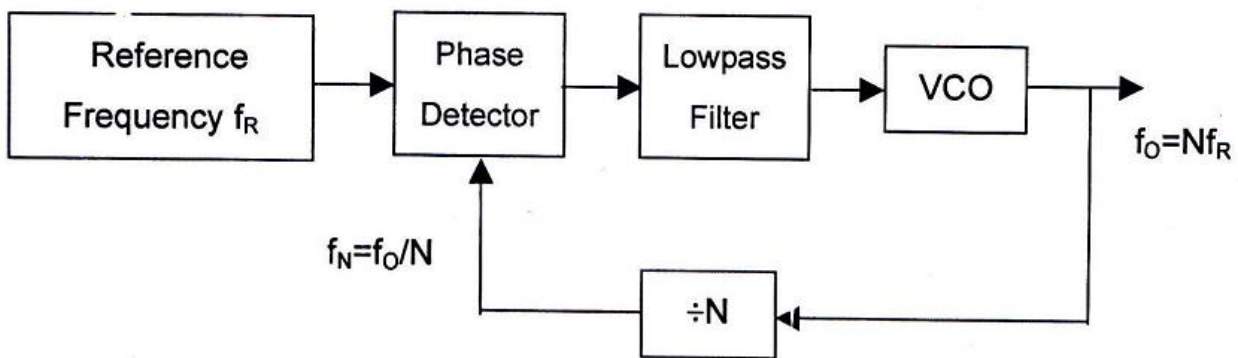 Reference
Frequency f_R
Phase
Detector
Lowpass
Filter
VCO
f_O=Nf_R
f_N=f_O/N
÷N